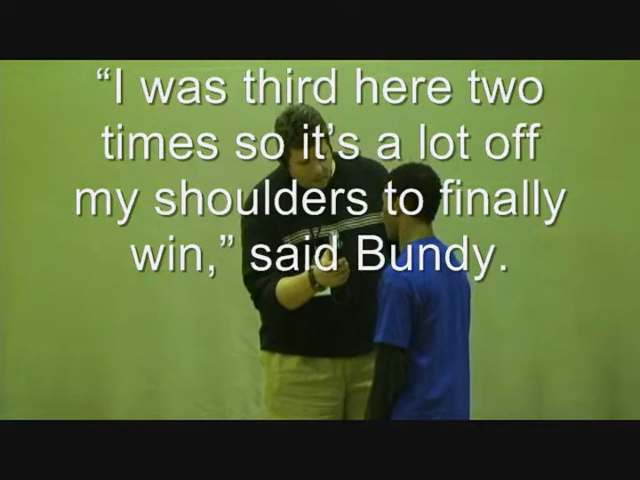 “I was third here two
times so it’s a lot off
my shoulders to finally
win,” said Bundy.